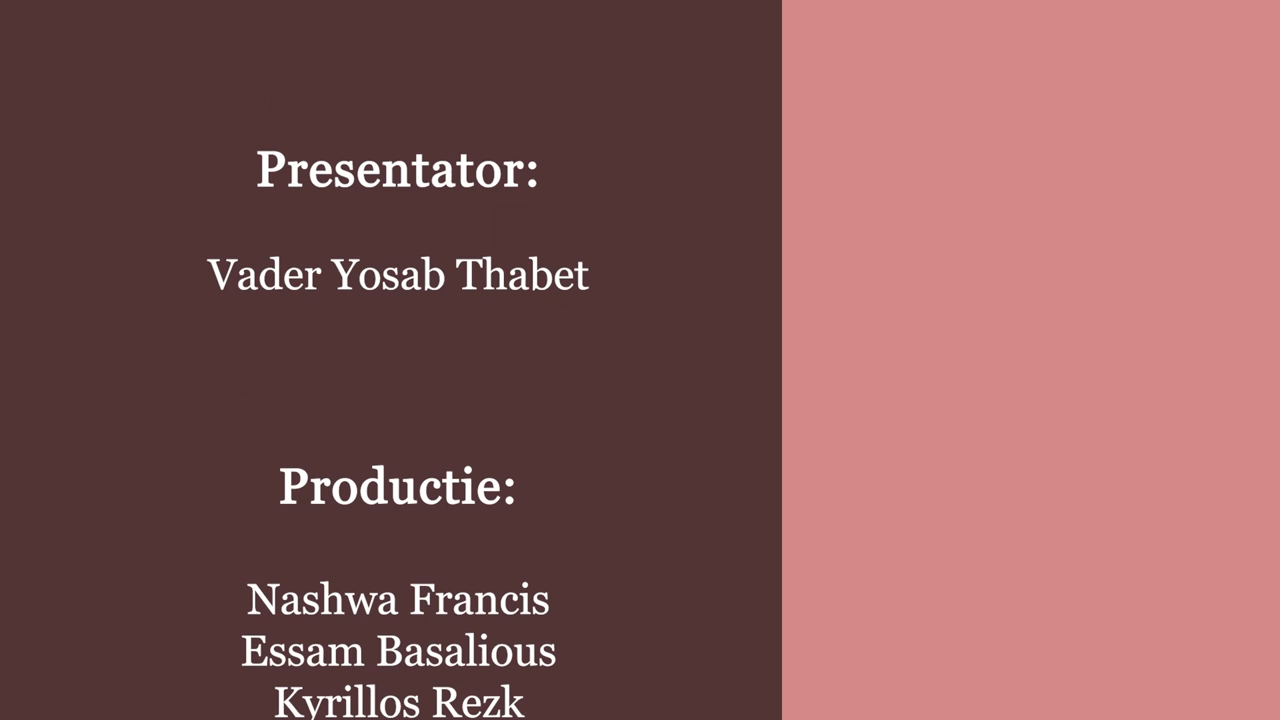 Presentator:
Vader Yosab Thabet
Productie:
Nashwa Francis
Essam Basalious
Kyrillos Rezk